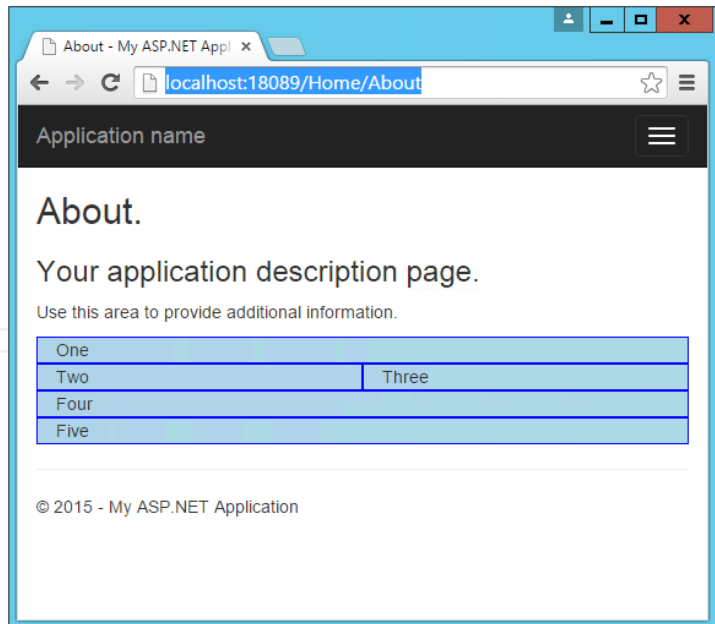 About - My ASP.NET Appl
localhost:18089/Home/About
Application name
About.
Your application description page.
Use this area to provide additional information.
One
Two Three
Four
Five
© 2015 - My ASP.NET Application